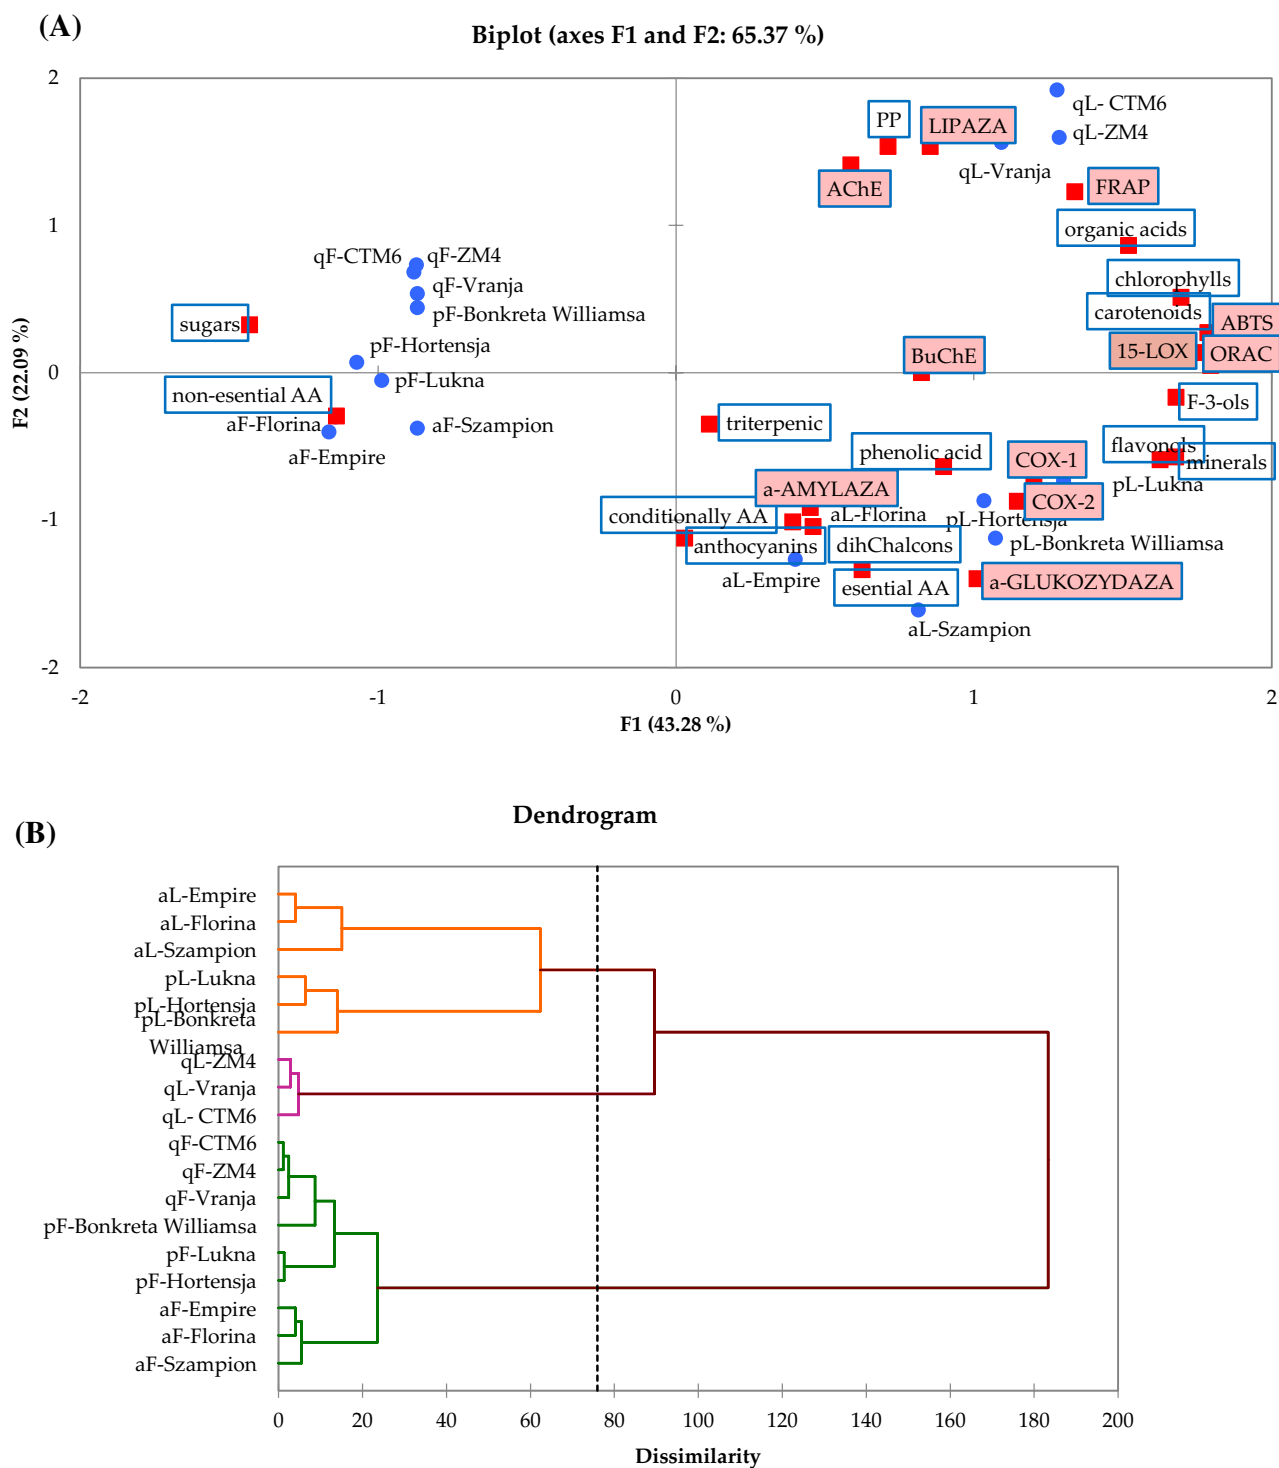 (A)
Biplot (axes F1 and F2: 65.37 %)
2
qL- CTM6
PP
LIPAZA
qL-ZM4
qL-Vranja
AChE
FRAP
organic acids
1
qF-CTM6
qF-ZM4
chlorophylls
qF-Vranja
carotenoids
pF-Bonkreta Williamsa
sugars
ABTS
pF-Hortensja
BuChE
15-LOX
ORAC
0
pF-Lukna
non-esential AA
F-3-ols
aF-Florina
aF-Szampion
triterpenic
flavonols
phenolic acid
COX-1
minerals
aF-Empire
pL-Lukna
a-AMYLAZA
COX-2
conditionally AA
aL-Florina
pL-Hortensja
-1
anthocyanins
dihChalcons
pL-Bonkreta Williamsa
aL-Empire
esential AA
a-GLUKOZYDAZA
aL-Szampion
-2
F2 (22.09 %)
-2
-1
0
1
2
F1 (43.28 %)
(B)
Dendrogram
aL-Empire
aL-Florina
aL-Szampion
pL-Lukna
pL-Hortensja
pL-Bonkreta
Williamsa
qL-ZM4
qL-Vranja
qL- CTM6
qF-CTM6
qF-ZM4
qF-Vranja
pF-Bonkreta Williamsa
pF-Lukna
pF-Hortensja
aF-Empire
aF-Florina
aF-Szampion
0
20
40
60
80
100
120
140
160
180
200
Dissimilarity